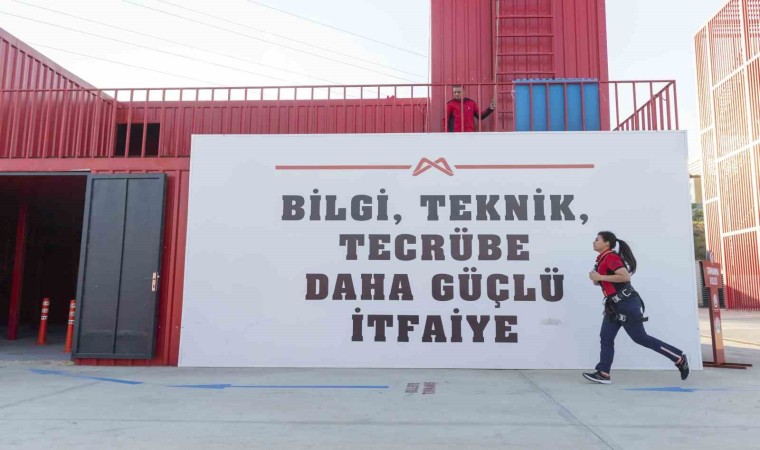 BİLGİ, TEKNİK,
TECRÜBE
DAHA GÜÇLÜ
İTFAİYE